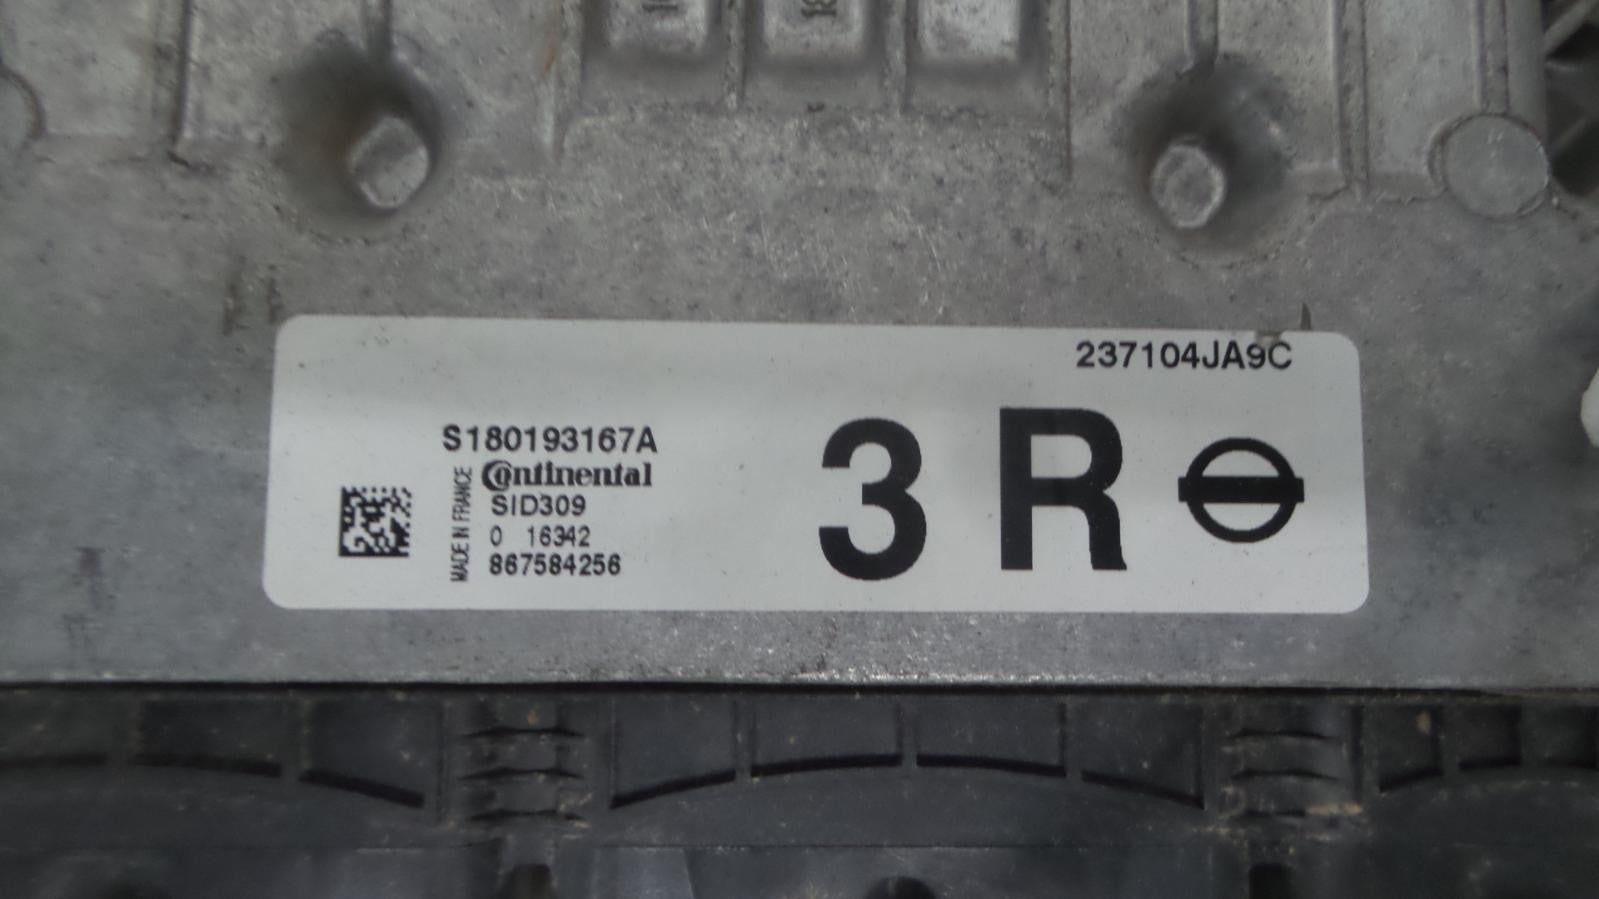 237104JA9C
S180193167A
Continental
MADE IN FRANCE
SID309
0 16342
867584256
3 R